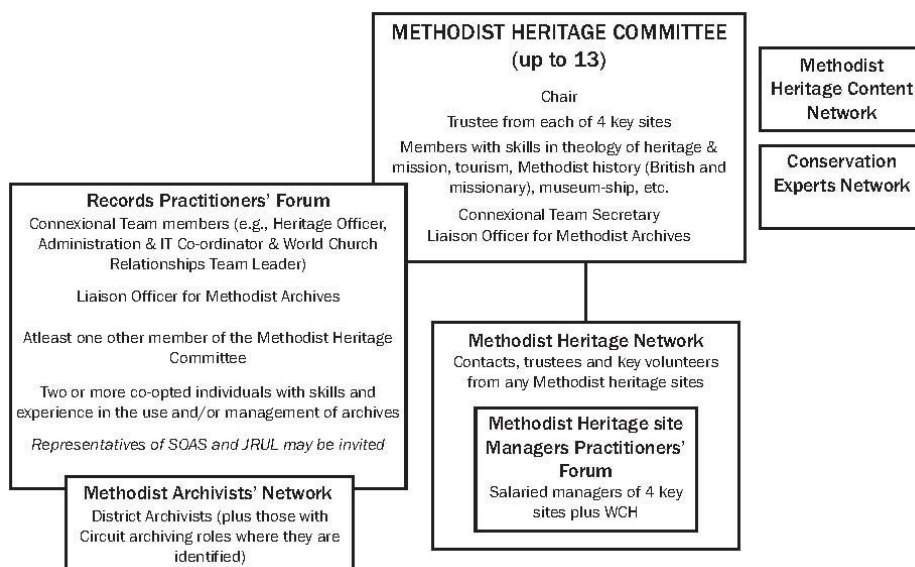 METHODIST HERITAGE COMMITTEE
(up to 13)
Chair
Trustee from each of 4 key sites
Members with skills in theology of heritage &
mission, tourism, Methodist history (British and
missionary), museum-ship, etc.
Connexional Team Secretary
Liaison Officer for Methodist Archives
Methodist
Heritage Content
Network
Conservation
Experts Network
Records Practitioners' Forum
Connexional Team members (e.g., Heritage Officer,
Administration & IT Co-ordinator & World Church
Relationships Team Leader)
Liaison Officer for Methodist Archives
Atleast one other member of the Methodist Heritage
Committee
Two or more co-opted individuals with skills and
experience in the use and/or management of archives
Representatives of SOAS and JRUL may be invited
Methodist Archivists' Network
District Archivists (plus those with
Circuit archiving roles where they are
identified)
Methodist Heritage Network
Contacts, trustees and key volunteers
from any Methodist heritage sites
Methodist Heritage site
Managers Practitioners'
Forum
Salaried managers of 4 key
sites plus WCH